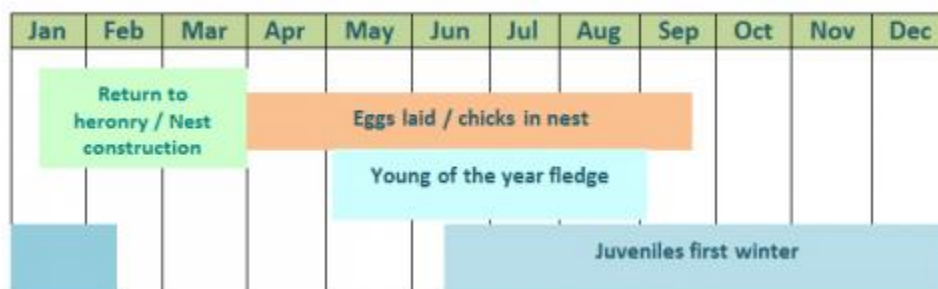 Jan Feb Mar Apr May Jun Jul Aug Sep Oct Nov Dec
Return to
heronry / Nest
construction
Eggs laid / chicks in nest
Young of the year fledge
Juveniles first winter